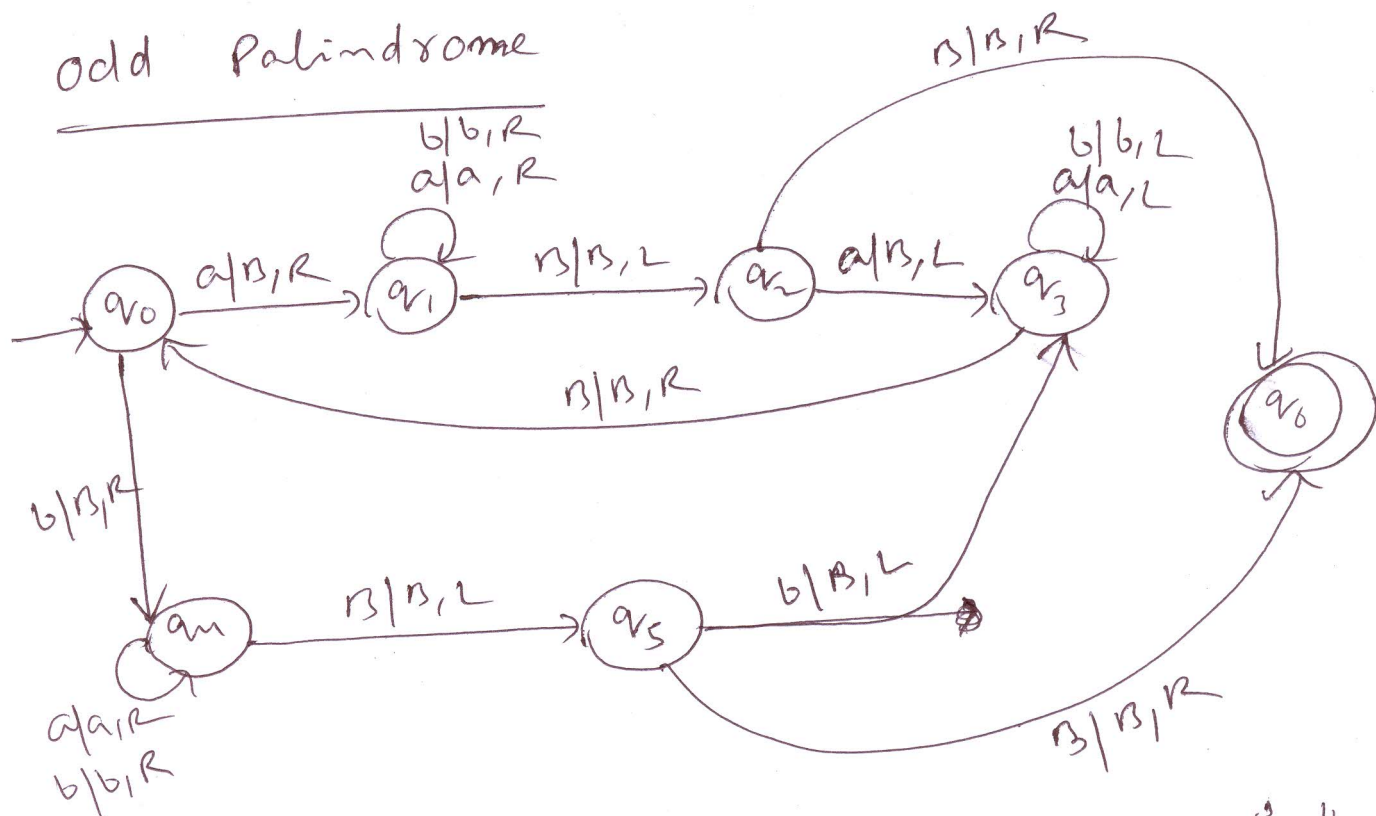 odd Palindrome
B/B,R
b/b,R
a/a,R
b/b,L
a/a,L
q0
a/B,R
q1
B/B,L
q2
a/B,L
q3
B/B,R
q6
b/B,R
q4
B/B,L
q5
b/B,L
B/B,R
a/a,R
b/b,R